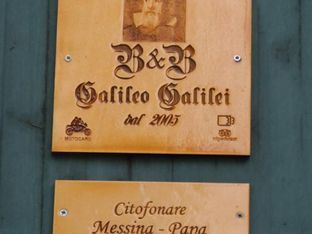 B&B
Galileo Galilei
dal 2005
MOTOCARD
Citofonare
Messina - Papa